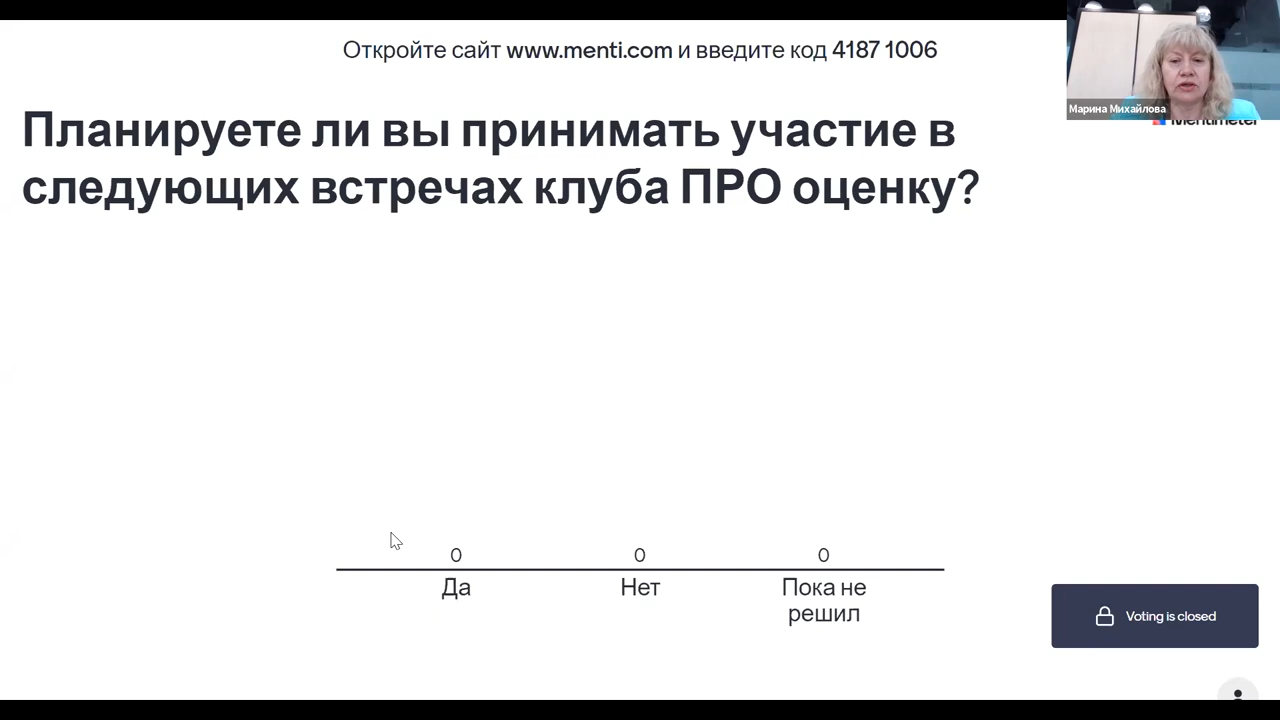 Откройте сайт www.menti.com и введите код 4187 1006
Марина Михайлова
Mentimeter
Планируете ли вы принимать участие в
следующих встречах клуба ПРО оценку?
0 0 0
Да Нет Пока не
решил
Voting is closed